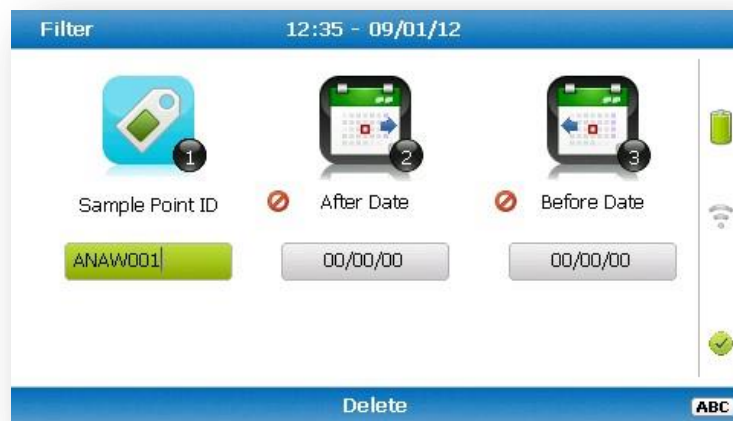 Filter 12:35 - 09/01/12
1 2 3
Sample Point ID After Date Before Date
ANAW001 00/00/00 00/00/00
Delete ABC